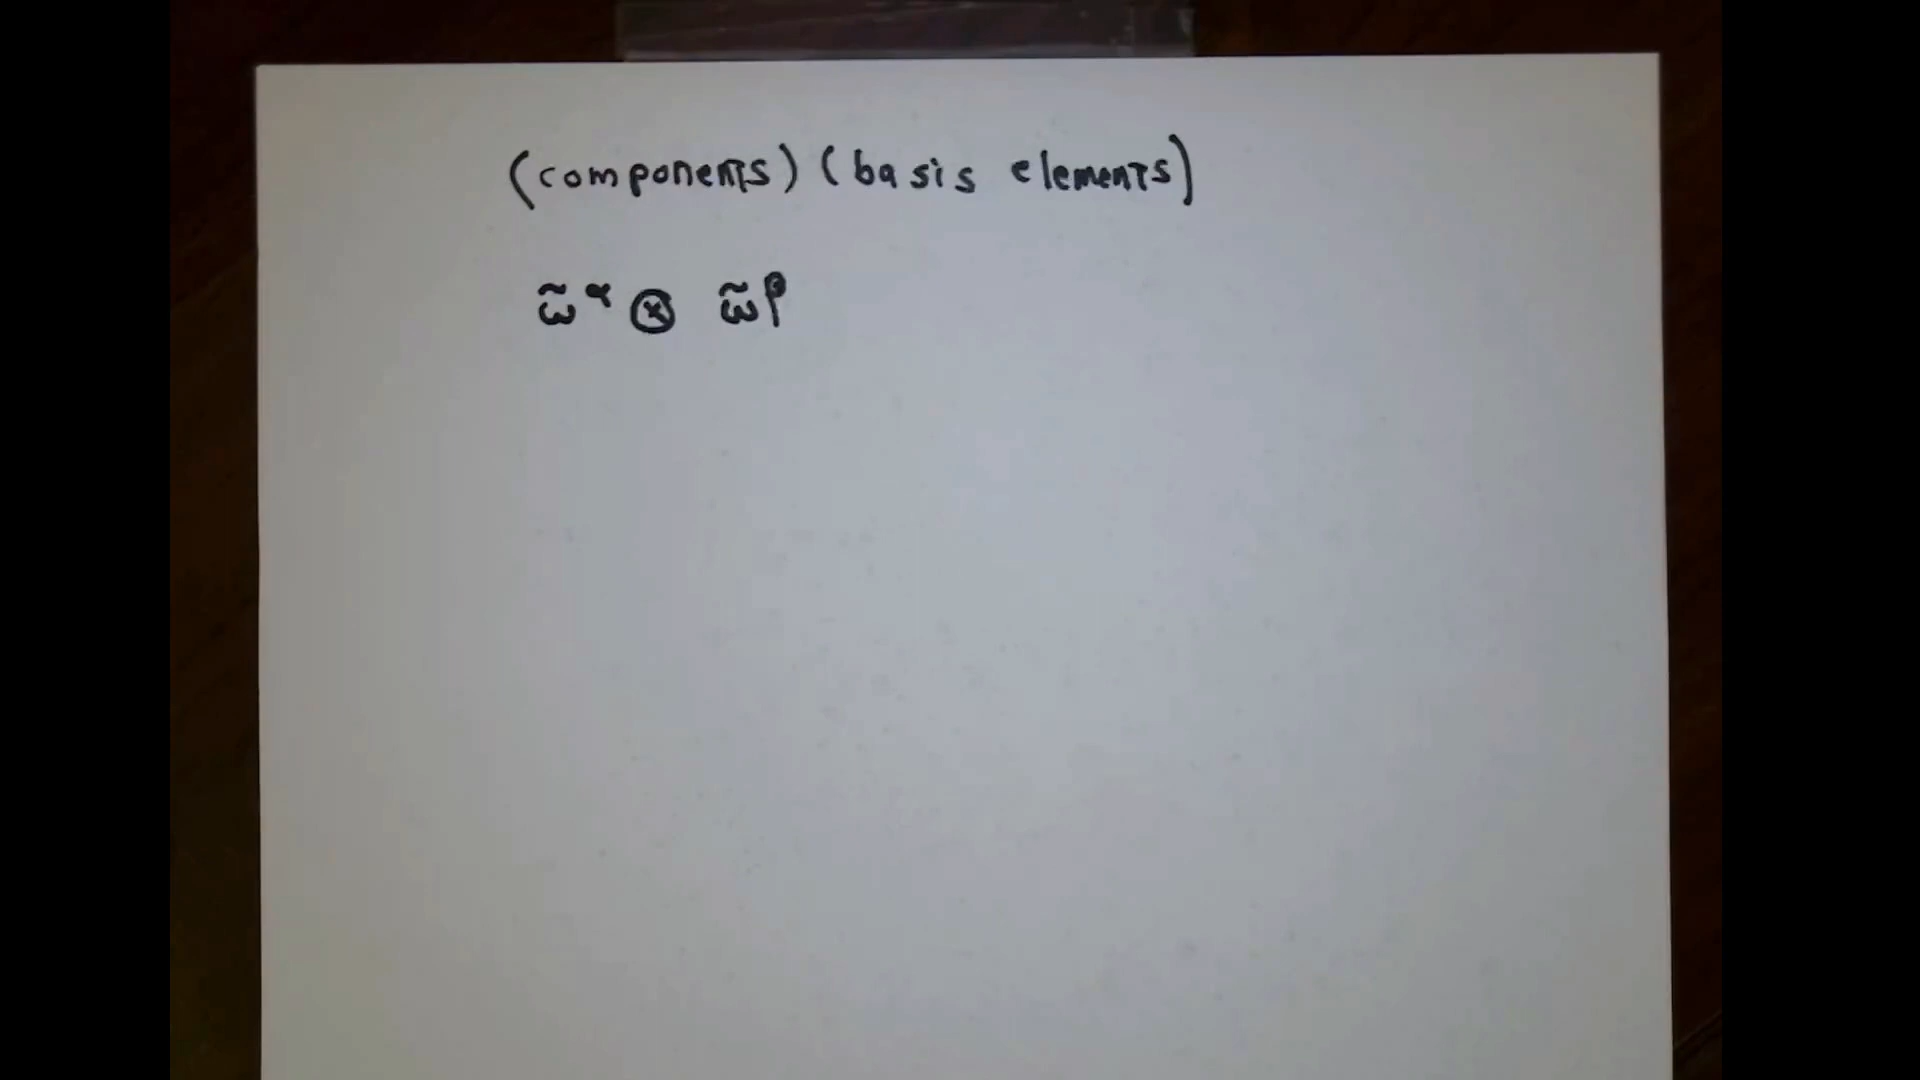 (components) (basis elements)
ω̃^α ⊗ ω̃^β